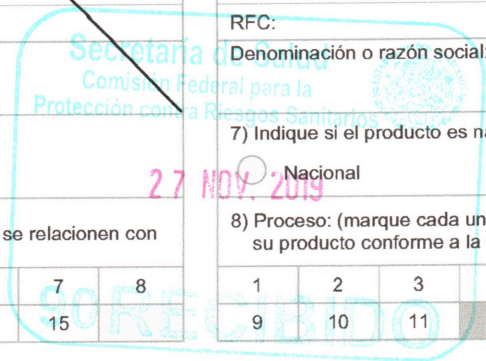 RFC:
Denominación o razón social:
Secretaría de Salud
Comisión Federal para la
Protección contra Riesgos Sanitarios
7) Indique si el producto es na
Nacional
27 NOV. 2019
8) Proceso: (marque cada un
su producto conforme a la
se relacionen con
7 8
15
1 2 3
9 10 11
RECIBIDO